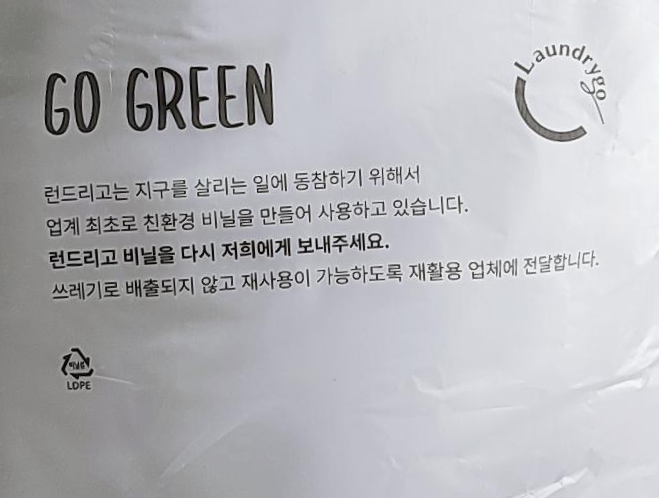 GO GREEN
Laundrygo
런드리고는 지구를 살리는 일에 동참하기 위해서
업계 최초로 친환경 비닐을 만들어 사용하고 있습니다.
런드리고 비닐을 다시 저희에게 보내주세요.
쓰레기로 배출되지 않고 재사용이 가능하도록 재활용 업체에 전달합니다.
비닐류
LDPE